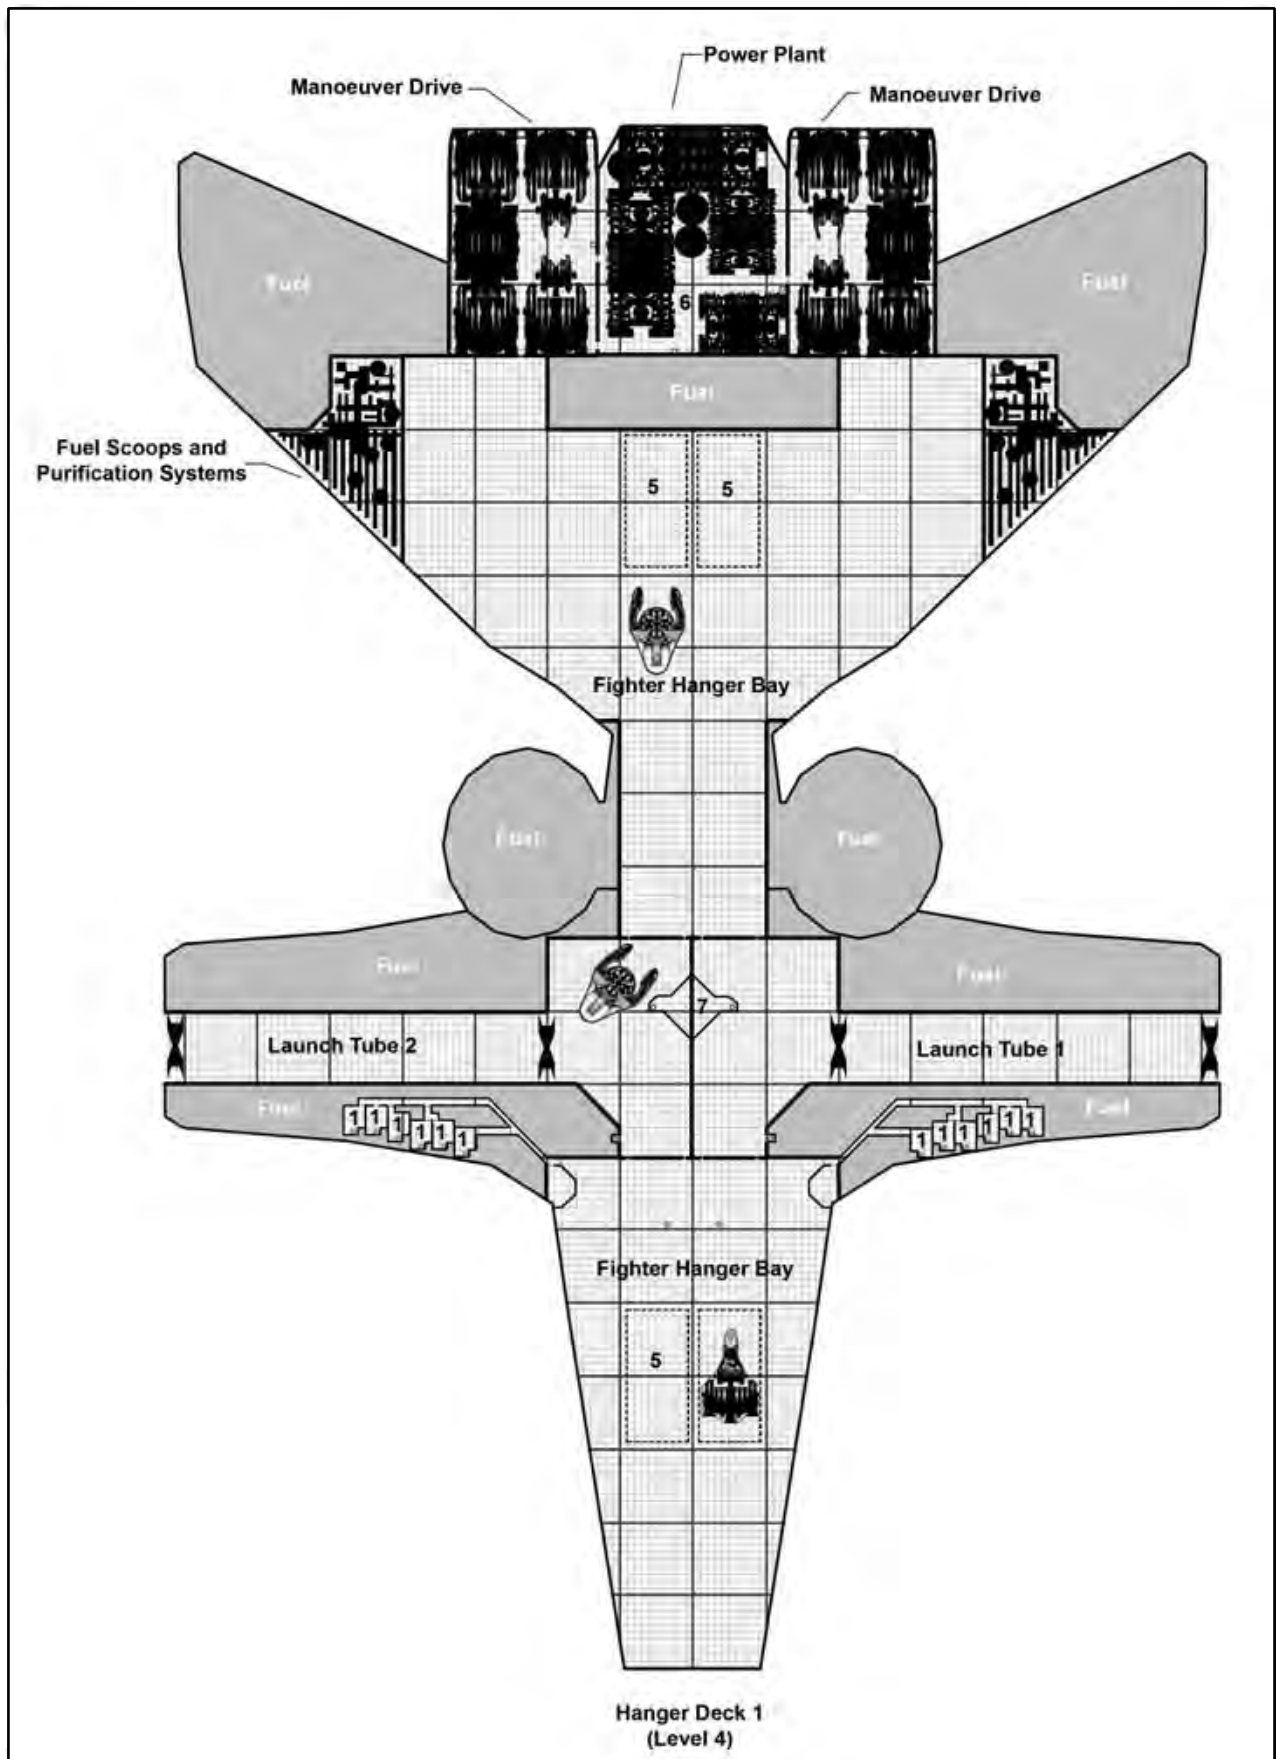 Power Plant
Manoeuver Drive
Manoeuver Drive
Fuel
Fuel
6
Fuel
Fuel Scoops and
Purification Systems
5
5
Fighter Hanger Bay
Fuel
Fuel
Fuel
Fuel
7
Launch Tube 2
Launch Tube 1
Fuel
Fuel
1
1
1
1
1
1
1
1
1
1
1
1
Fighter Hanger Bay
5
Hanger Deck 1
(Level 4)